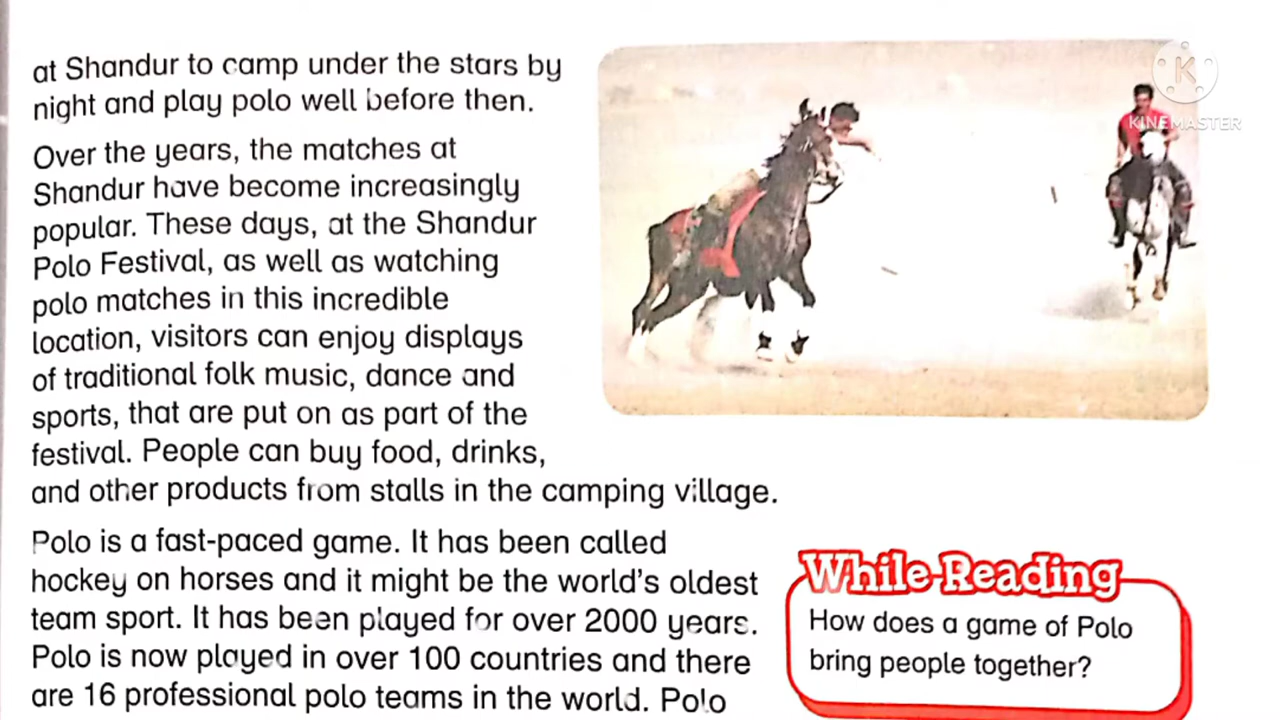 at Shandur to camp under the stars by
night and play polo well before then.
Over the years, the matches at
Shandur have become increasingly
popular. These days, at the Shandur
Polo Festival, as well as watching
polo matches in this incredible
location, visitors can enjoy displays
of traditional folk music, dance and
sports, that are put on as part of the
festival. People can buy food, drinks,
and other products from stalls in the camping village.
Polo is a fast-paced game. It has been called
hockey on horses and it might be the world's oldest
team sport. It has been played for over 2000 years.
Polo is now played in over 100 countries and there
are 16 professional polo teams in the world. Polo
K
KINEMASTER
While-Reading
How does a game of Polo
bring people together?